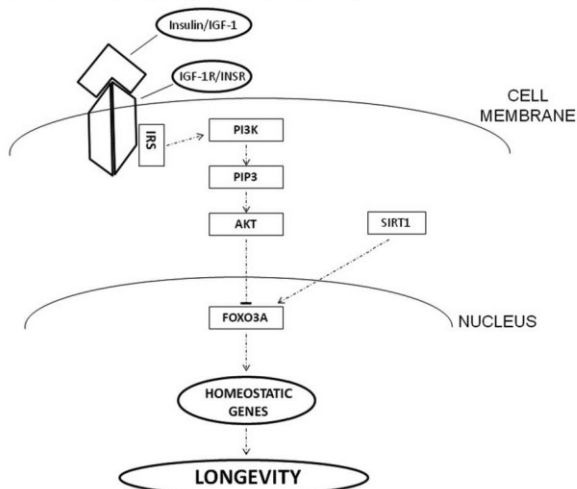 Insulin/IGF-1
IGF-1R/INSR
CELL
MEMBRANE
IRS
PI3K
PIP3
AKT
SIRT1
FOXO3A
NUCLEUS
HOMEOSTATIC
GENES
LONGEVITY